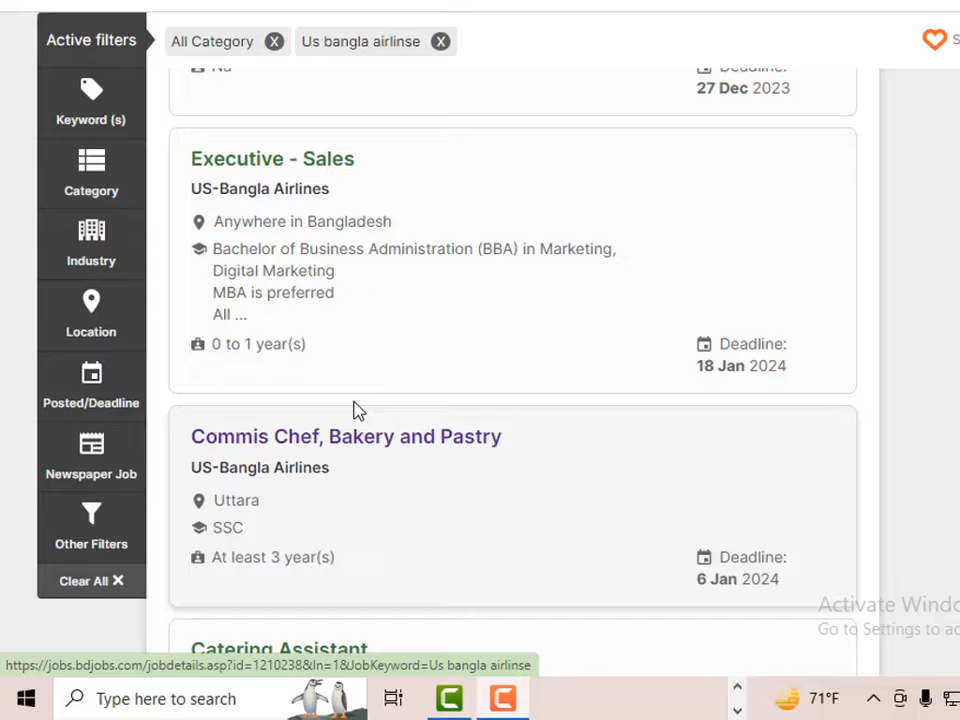 Active filters
All Category X
Us bangla airlinse X
S
Keyword (s)
Category
Industry
Location
Posted/Deadline
Newspaper Job
Other Filters
Clear All ✕
Na
Deadline:
27 Dec 2023
Executive - Sales
US-Bangla Airlines
Anywhere in Bangladesh
Bachelor of Business Administration (BBA) in Marketing,
Digital Marketing
MBA is preferred
All ...
0 to 1 year(s)
Deadline:
18 Jan 2024
Commis Chef, Bakery and Pastry
US-Bangla Airlines
Uttara
SSC
At least 3 year(s)
Deadline:
6 Jan 2024
Catering Assistant
Activate Windo
Go to Settings to ac
https://jobs.bdjobs.com/jobdetails.asp?id=1210238&ln=1&JobKeyword=Us bangla airlinse
Type here to search
71°F